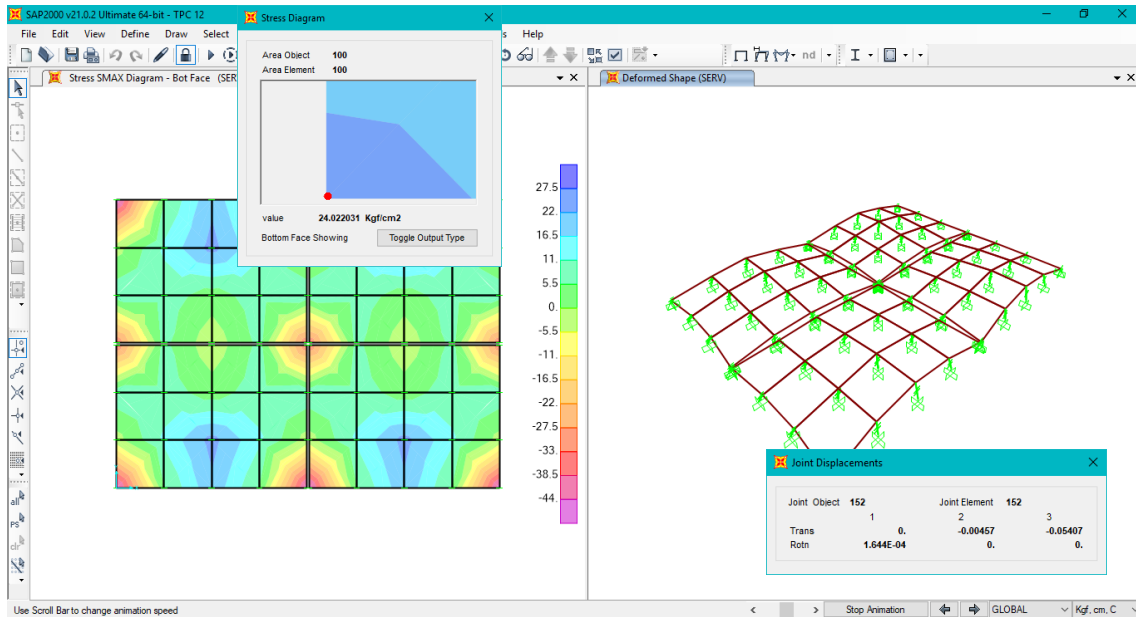 SAP2000 v21.0.2 Ultimate 64-bit - TPC 12
File Edit View Define Draw Select
Help
nd
Stress SMAX Diagram - Bot Face (SER
Stress Diagram
Area Object 100
Area Element 100
value 24.022031 Kgf/cm2
Bottom Face Showing Toggle Output Type
27.5
22.
16.5
11.
5.5
0.
-5.5
-11.
-16.5
-22.
-27.5
-33.
-38.5
-44.
Deformed Shape (SERV)
Joint Displacements
Joint Object 152 Joint Element 152
1 2 3
Trans 0. -0.00457 -0.05407
Rotn 1.644E-04 0. 0.
all
PS
clr
Use Scroll Bar to change animation speed
Stop Animation
GLOBAL
Kgf, cm, C